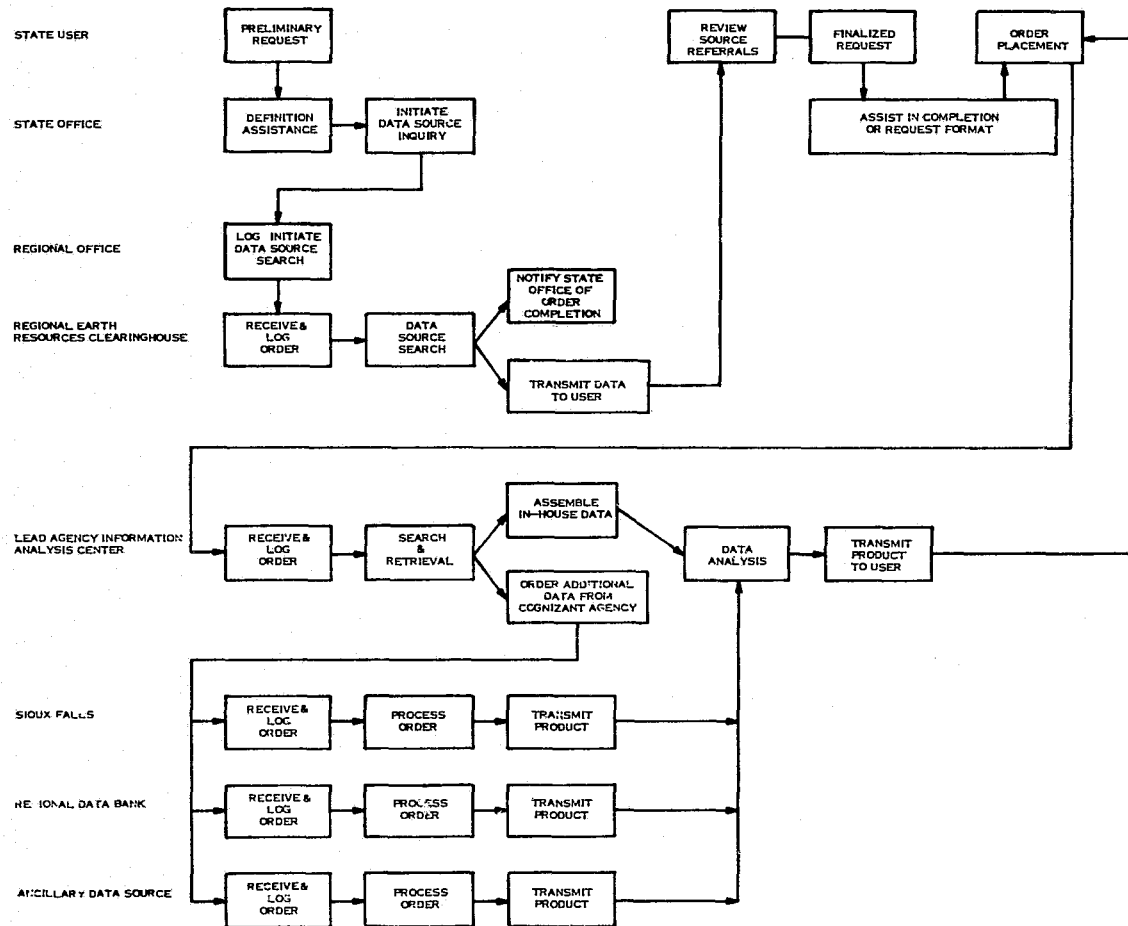 STATE USER
PRELIMINARY
REQUEST
REVIEW
SOURCE
REFERRALS
FINALIZED
REQUEST
ORDER
PLACEMENT
STATE OFFICE
DEFINITION
ASSISTANCE
INITIATE
DATA SOURCE
INQUIRY
ASSIST IN COMPLETION
OR REQUEST FORMAT
REGIONAL OFFICE
LOG INITIATE
DATA SOURCE
SEARCH
REGIONAL EARTH
RESOURCES CLEARINGHOUSE
RECEIVE &
LOG
ORDER
DATA
SOURCE
SEARCH
NOTIFY STATE
OFFICE OF
ORDER
COMPLETION
TRANSMIT DATA
TO USER
LEAD AGENCY INFORMATION
ANALYSIS CENTER
RECEIVE &
LOG
ORDER
SEARCH
&
RETRIEVAL
ASSEMBLE
IN-HOUSE DATA
ORDER ADDITIONAL
DATA FROM
COGNIZANT AGENCY
DATA
ANALYSIS
TRANSMIT
PRODUCT
TO USER
SIOUX FALLS
RECEIVE &
LOG
ORDER
PROCESS
ORDER
TRANSMIT
PRODUCT
REGIONAL DATA BANK
RECEIVE &
LOG
ORDER
PROCESS
ORDER
TRANSMIT
PRODUCT
ANCILLARY DATA SOURCE
RECEIVE &
LOG
ORDER
PROCESS
ORDER
TRANSMIT
PRODUCT